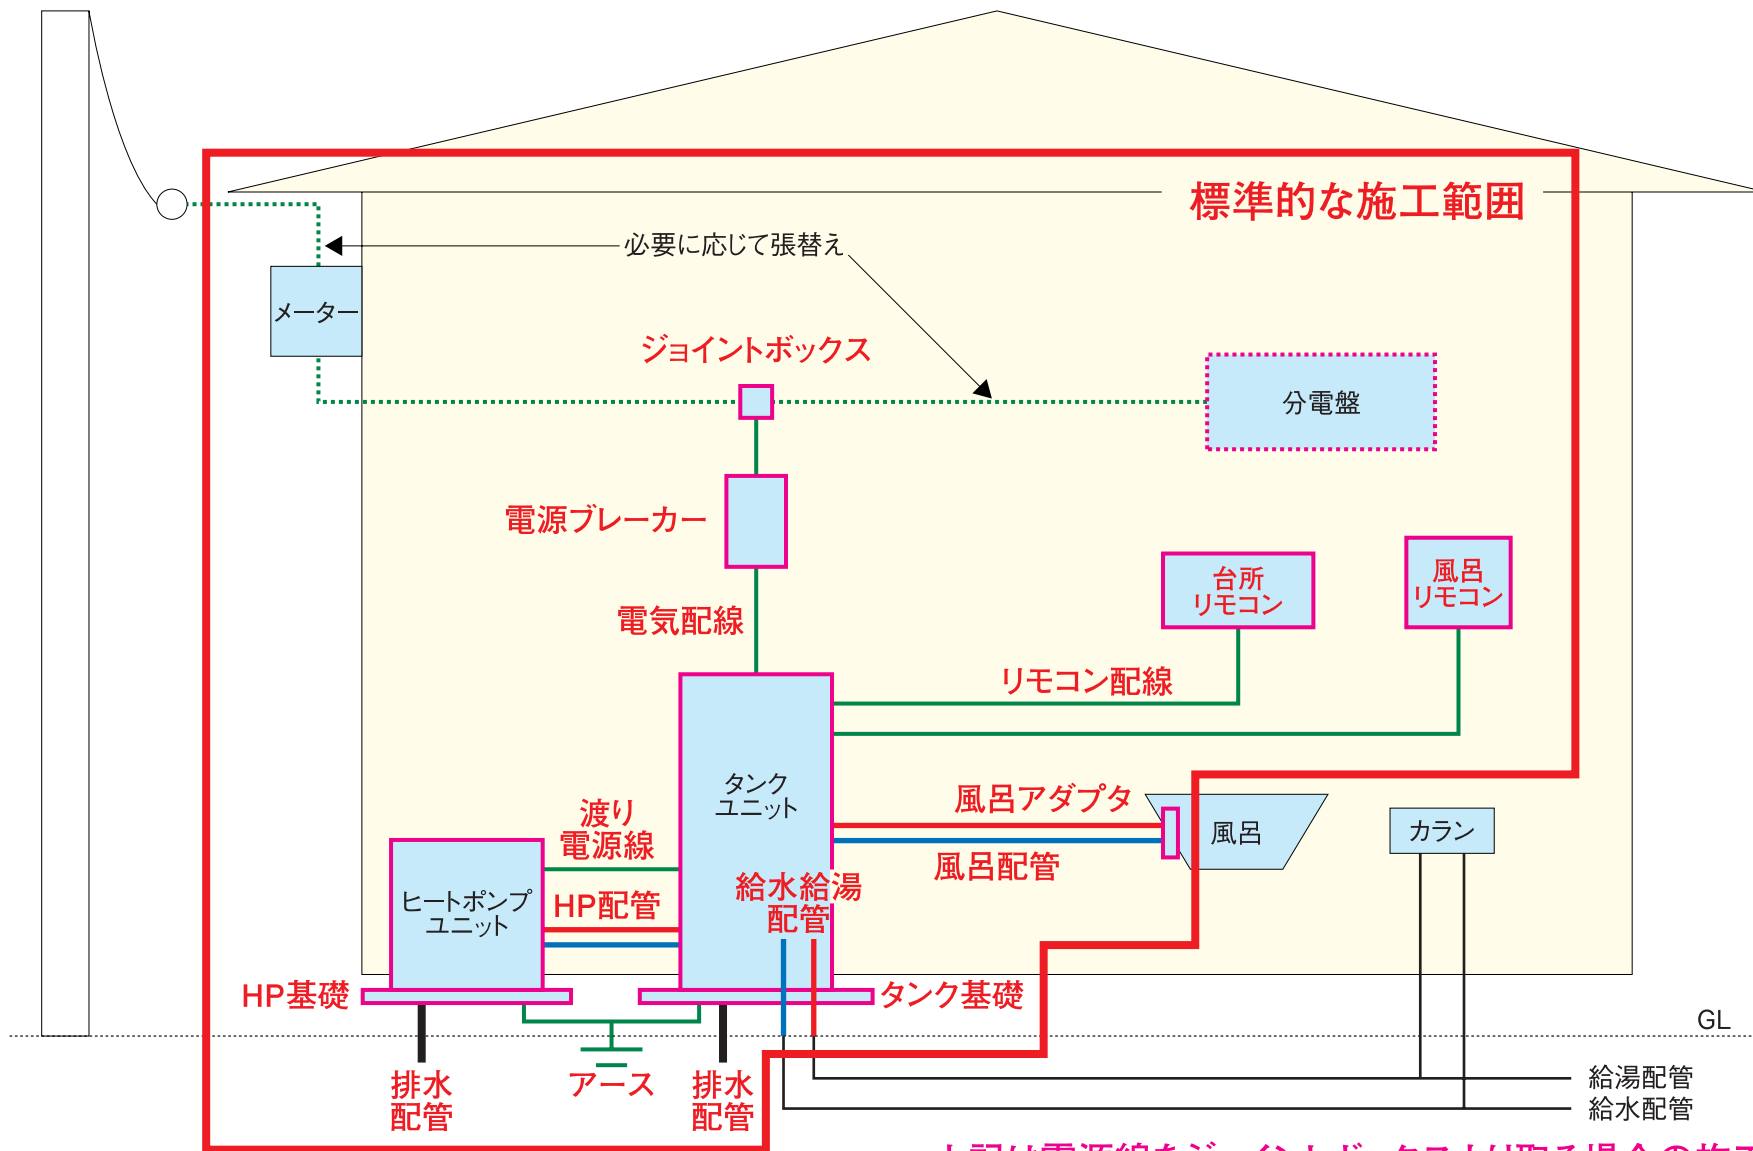 標準的な施工範囲
必要に応じて張替え
メーター
ジョイントボックス
分電盤
電源ブレーカー
台所
リモコン
風呂
リモコン
電気配線
リモコン配線
タンク
ユニット
風呂アダプタ
渡り
電源線
風呂
カラン
風呂配管
給水給湯
配管
ヒートポンプ
ユニット
HP配管
HP基礎
タンク基礎
GL
排水
配管
アース
排水
配管
給湯配管
給水配管